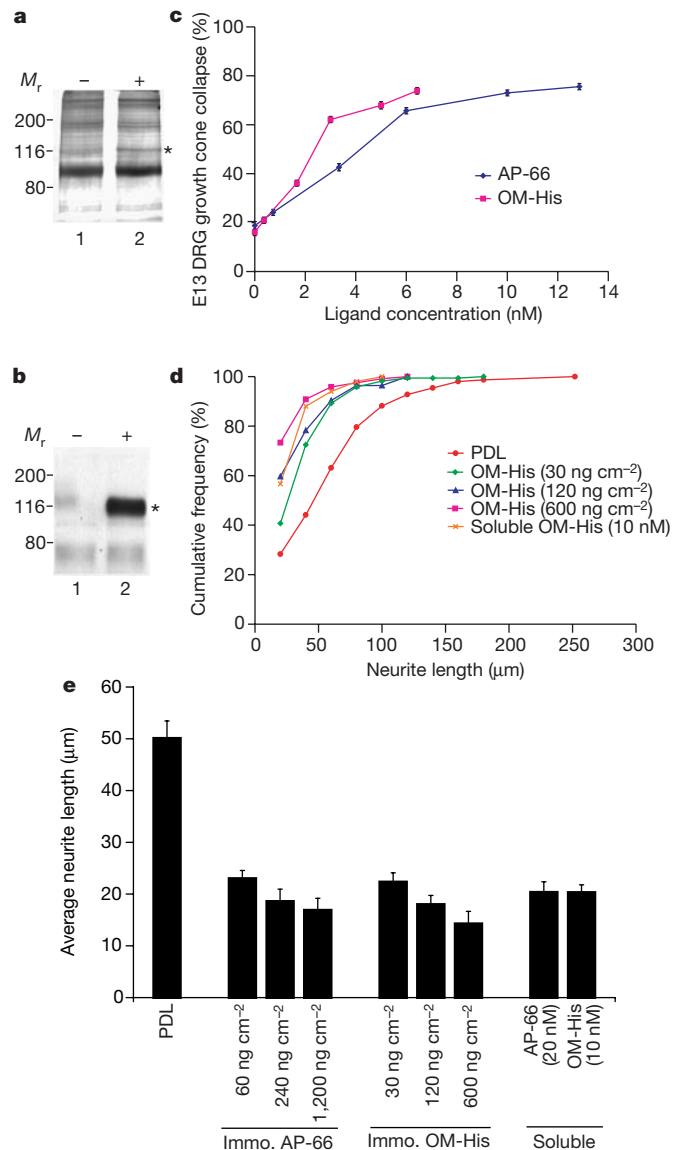 a
Mr
− +
200
116
80
*
1 2
c
E13 DRG growth cone collapse (%)
100
80
60
40
20
0
0 2 4 6 8 10 12 14
Ligand concentration (nM)
AP-66
OM-His
b
Mr
− +
200
116
80
*
1 2
d
Cumulative frequency (%)
100
80
60
40
20
0
0 50 100 150 200 250 300
Neurite length (µm)
PDL
OM-His (30 ng cm−2)
OM-His (120 ng cm−2)
OM-His (600 ng cm−2)
Soluble OM-His (10 nM)
e
Average neurite length (µm)
60
50
40
30
20
10
0
PDL
60 ng cm−2
240 ng cm−2
1,200 ng cm−2
30 ng cm−2
120 ng cm−2
600 ng cm−2
AP-66
(20 nM)
OM-His
(10 nM)
Immo. AP-66
Immo. OM-His
Soluble